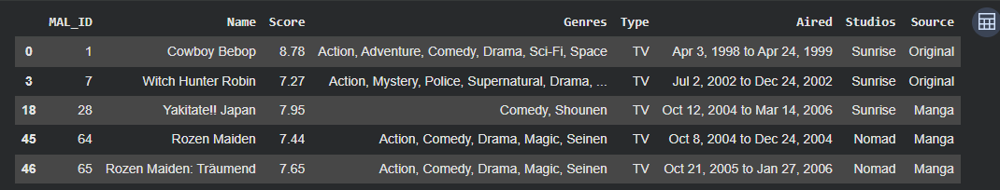 MAL_ID Name Score Genres Type Aired Studios Source
0 1 Cowboy Bebop 8.78 Action, Adventure, Comedy, Drama, Sci-Fi, Space TV Apr 3, 1998 to Apr 24, 1999 Sunrise Original
3 7 Witch Hunter Robin 7.27 Action, Mystery, Police, Supernatural, Drama, ... TV Jul 2, 2002 to Dec 24, 2002 Sunrise Original
18 28 Yakitate!! Japan 7.95 Comedy, Shounen TV Oct 12, 2004 to Mar 14, 2006 Sunrise Manga
45 64 Rozen Maiden 7.44 Action, Comedy, Drama, Magic, Seinen TV Oct 8, 2004 to Dec 24, 2004 Nomad Manga
46 65 Rozen Maiden: Träumend 7.65 Action, Comedy, Drama, Magic, Seinen TV Oct 21, 2005 to Jan 27, 2006 Nomad Manga